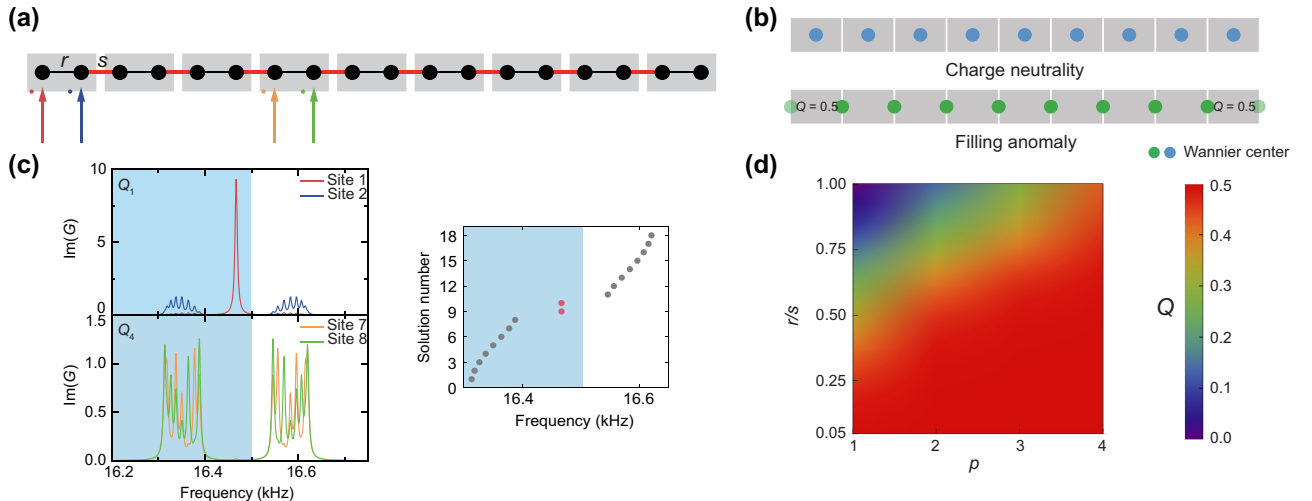 (a)
r s
(b)
Charge neutrality
Q = 0.5 Q = 0.5
Filling anomaly
Wannier center
(c)
10
5
0
Im(G)
Q1
Site 1
Site 2
1.5
1.0
0.5
0.0
Im(G)
Q4
Site 7
Site 8
16.2 16.4 16.6
Frequency (kHz)
18
15
12
9
6
3
0
Solution number
16.4 16.6
Frequency (kHz)
(d)
1.00
0.75
0.50
0.25
0.05
r/s
1 2 3 4
p
0.5
0.4
0.3
0.2
0.1
0.0
Q